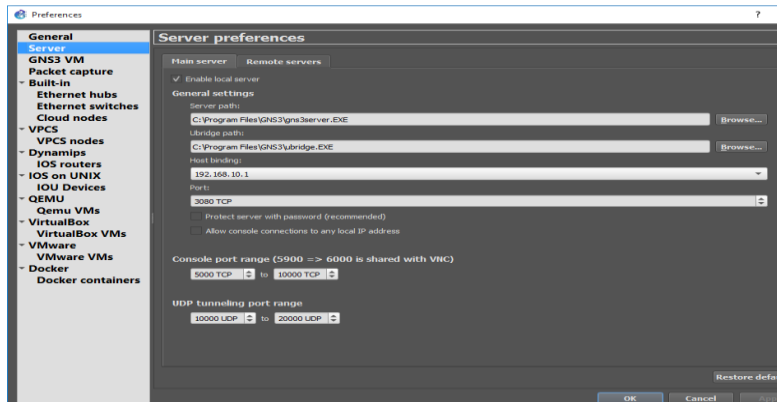 Preferences
?
General
Server
GNS3 VM
Packet capture
Built-in
Ethernet hubs
Ethernet switches
Cloud nodes
VPCS
VPCS nodes
Dynamips
IOS routers
IOS on UNIX
IOU Devices
QEMU
Qemu VMs
VirtualBox
VirtualBox VMs
VMware
VMware VMs
Docker
Docker containers
Server preferences
Main server Remote servers
Enable local server
General settings
Server path:
C:\Program Files\GNS3\gns3server.EXE Browse...
Ubridge path:
C:\Program Files\GNS3\ubridge.EXE Browse...
Host binding:
192.168.10.1
Port:
3080 TCP
Protect server with password (recommended)
Allow console connections to any local IP address
Console port range (5900 => 6000 is shared with VNC)
5000 TCP to 10000 TCP
UDP tunneling port range
10000 UDP to 20000 UDP
Restore defa
OK Cancel App